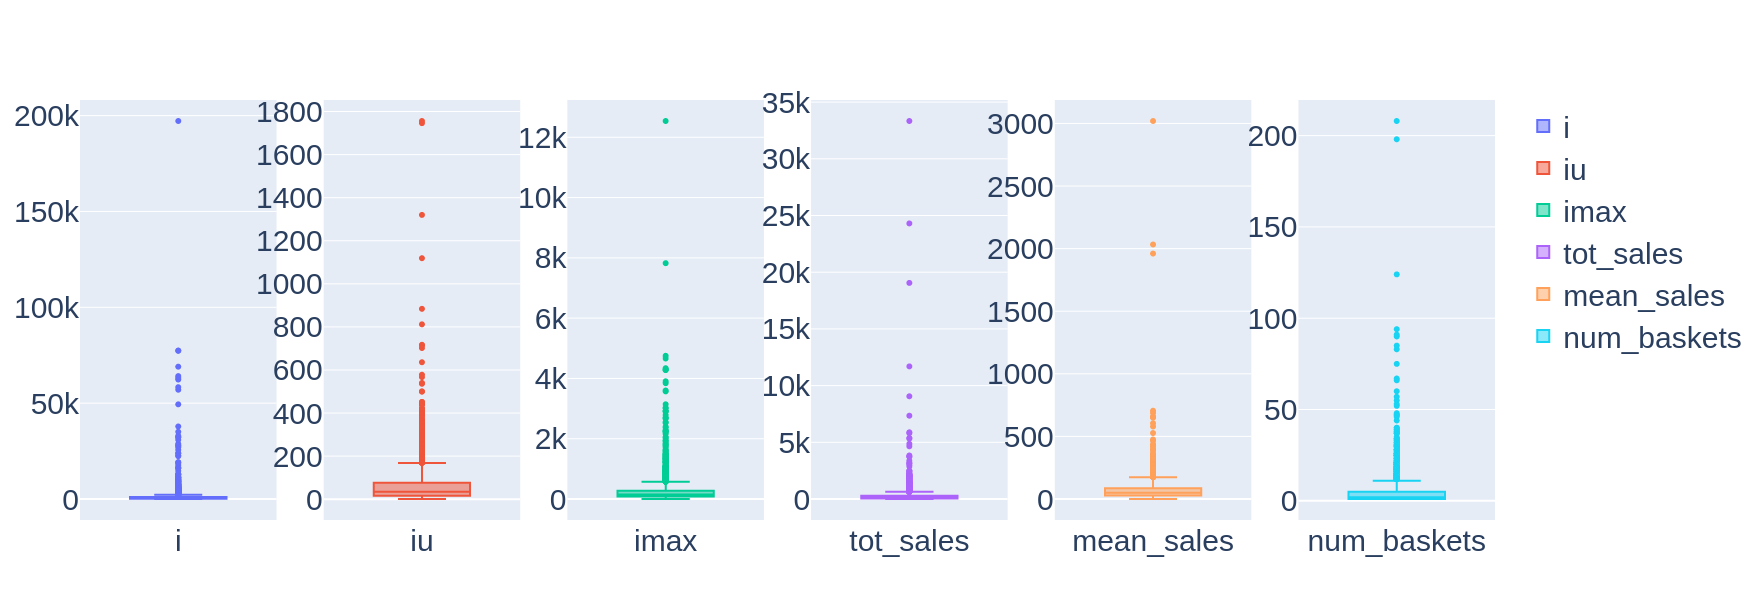 200k
150k
100k
50k
0
i
1800
1600
1400
1200
1000
800
600
400
200
0
iu
12k
10k
8k
6k
4k
2k
0
imax
35k
30k
25k
20k
15k
10k
5k
0
tot_sales
3000
2500
2000
1500
1000
500
0
mean_sales
200
150
100
50
0
num_baskets
i
iu
imax
tot_sales
mean_sales
num_baskets